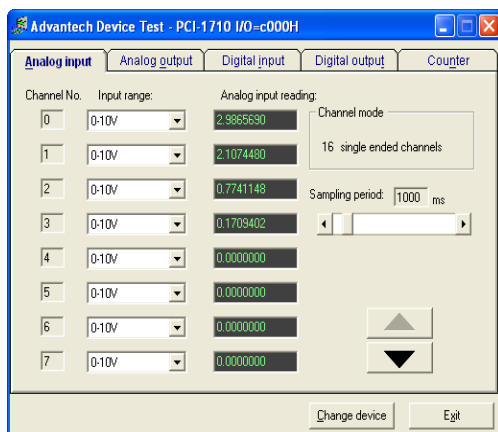 Advantech Device Test - PCI-1710 I/O=c000H
Analog input Analog output Digital input Digital output Counter
Channel No. Input range: Analog input reading:
Channel mode
0 0-10V 2.9865690
16 single ended channels
1 0-10V 2.1074480
2 0-10V 0.7741148
Sampling period: 1000 ms
3 0-10V 0.1709402
4 0-10V 0.0000000
5 0-10V 0.0000000
6 0-10V 0.0000000
7 0-10V 0.0000000
Change device Exit